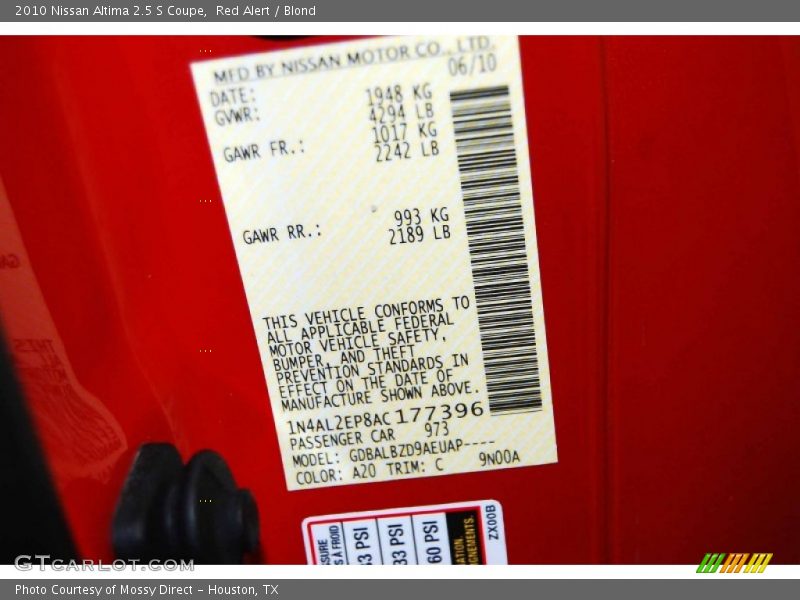 2010 Nissan Altima 2.5 S Coupe, Red Alert / Blond
MFD BY NISSAN MOTOR CO., LTD.
DATE: 06/10
GVWR: 1948 KG
4294 LB
GAWR FR.: 1017 KG
2242 LB
GAWR RR.: 993 KG
2189 LB
THIS VEHICLE CONFORMS TO
ALL APPLICABLE FEDERAL
MOTOR VEHICLE SAFETY,
BUMPER, AND THEFT
PREVENTION STANDARDS IN
EFFECT ON THE DATE OF
MANUFACTURE SHOWN ABOVE.
1N4AL2EP8AC177396
PASSENGER CAR 973
MODEL: GDBALBZD9AEUAP----
COLOR: A20 TRIM: C 9N00A
ZX00B
33 PSI
60 PSI
GTCARLOT.COM
Photo Courtesy of Mossy Direct - Houston, TX